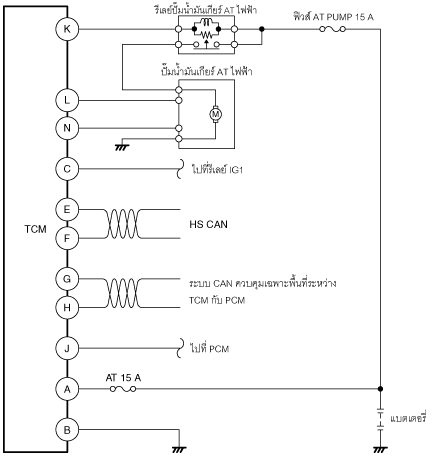 รีเลย์ปั๊มน้ำมันเกียร์ AT ไฟฟ้า
ฟิวส์ AT PUMP 15 A
K
ปั๊มน้ำมันเกียร์ AT ไฟฟ้า
L
M
N
C
ไปที่รีเลย์ IG1
E
HS CAN
TCM
F
G
ระบบ CAN ควบคุมเฉพาะพื้นที่ระหว่าง
TCM กับ PCM
H
J
ไปที่ PCM
AT 15 A
A
แบตเตอรี่
B